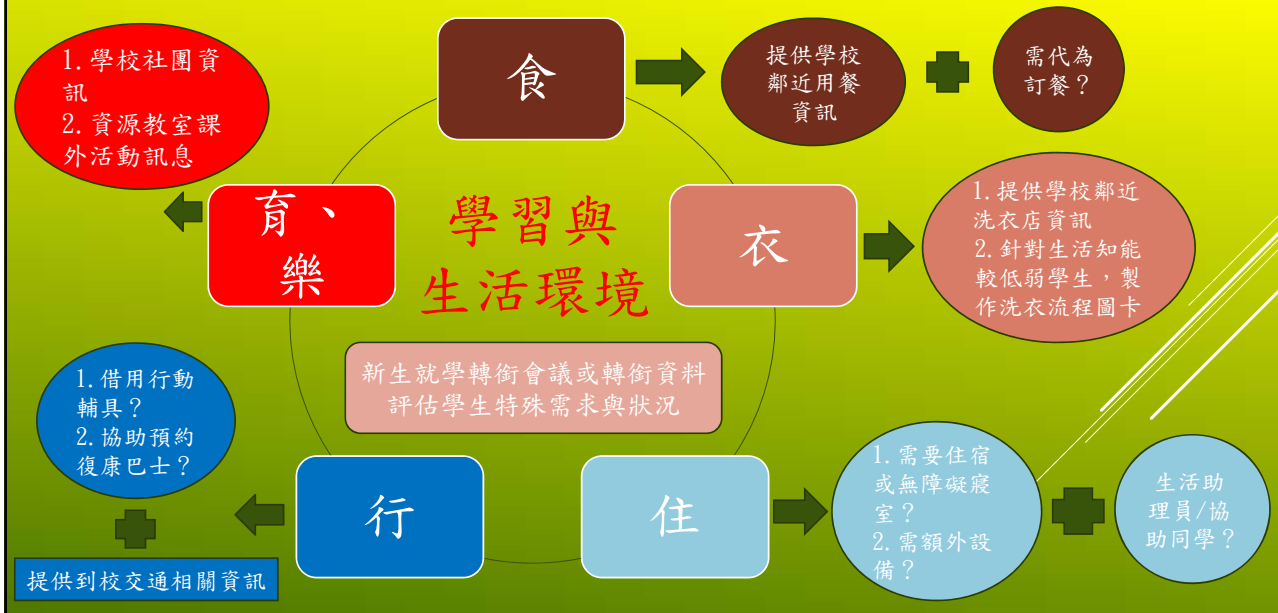 學習與
生活環境
新生就學轉銜會議或轉銜資料
評估學生特殊需求與狀況
食
提供學校
鄰近用餐
資訊
需代為
訂餐？
衣
1.提供學校鄰近
洗衣店資訊
2.針對生活知能
較低弱學生，製
作洗衣流程圖卡
住
1.需要住宿
或無障礙寢
室？
2.需額外設
備？
生活助
理員/協
助同學？
行
1.借用行動
輔具？
2.協助預約
復康巴士？
提供到校交通相關資訊
育、
樂
1.學校社團資
訊
2.資源教室課
外活動訊息